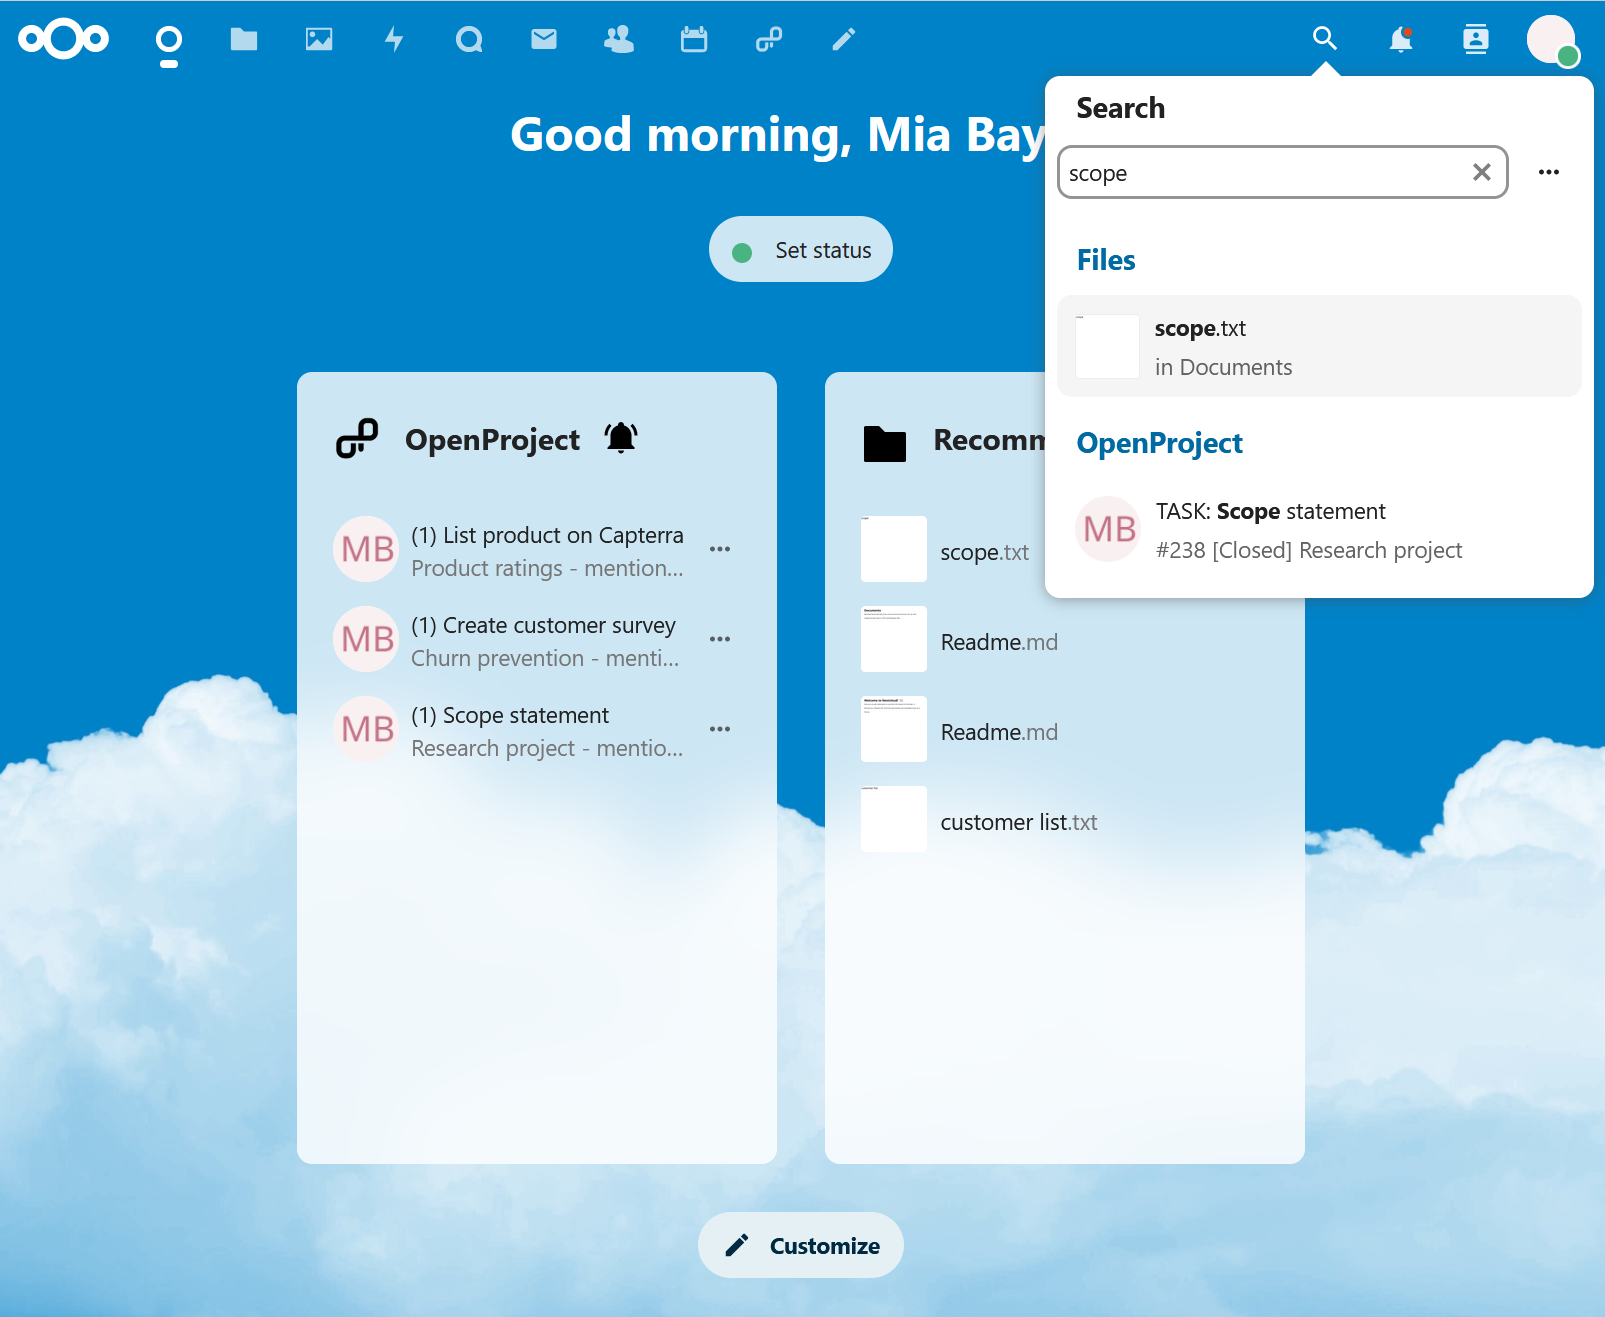 Good morning, Mia Bay
Set status
OpenProject
MB
(1) List product on Capterra
Product ratings - mention...
MB
(1) Create customer survey
Churn prevention - menti...
MB
(1) Scope statement
Research project - mentio...
Recomm
scope.txt
Readme.md
Readme.md
customer list.txt
Search
scope
Files
scope.txt
in Documents
OpenProject
MB
TASK: Scope statement
#238 [Closed] Research project
Customize